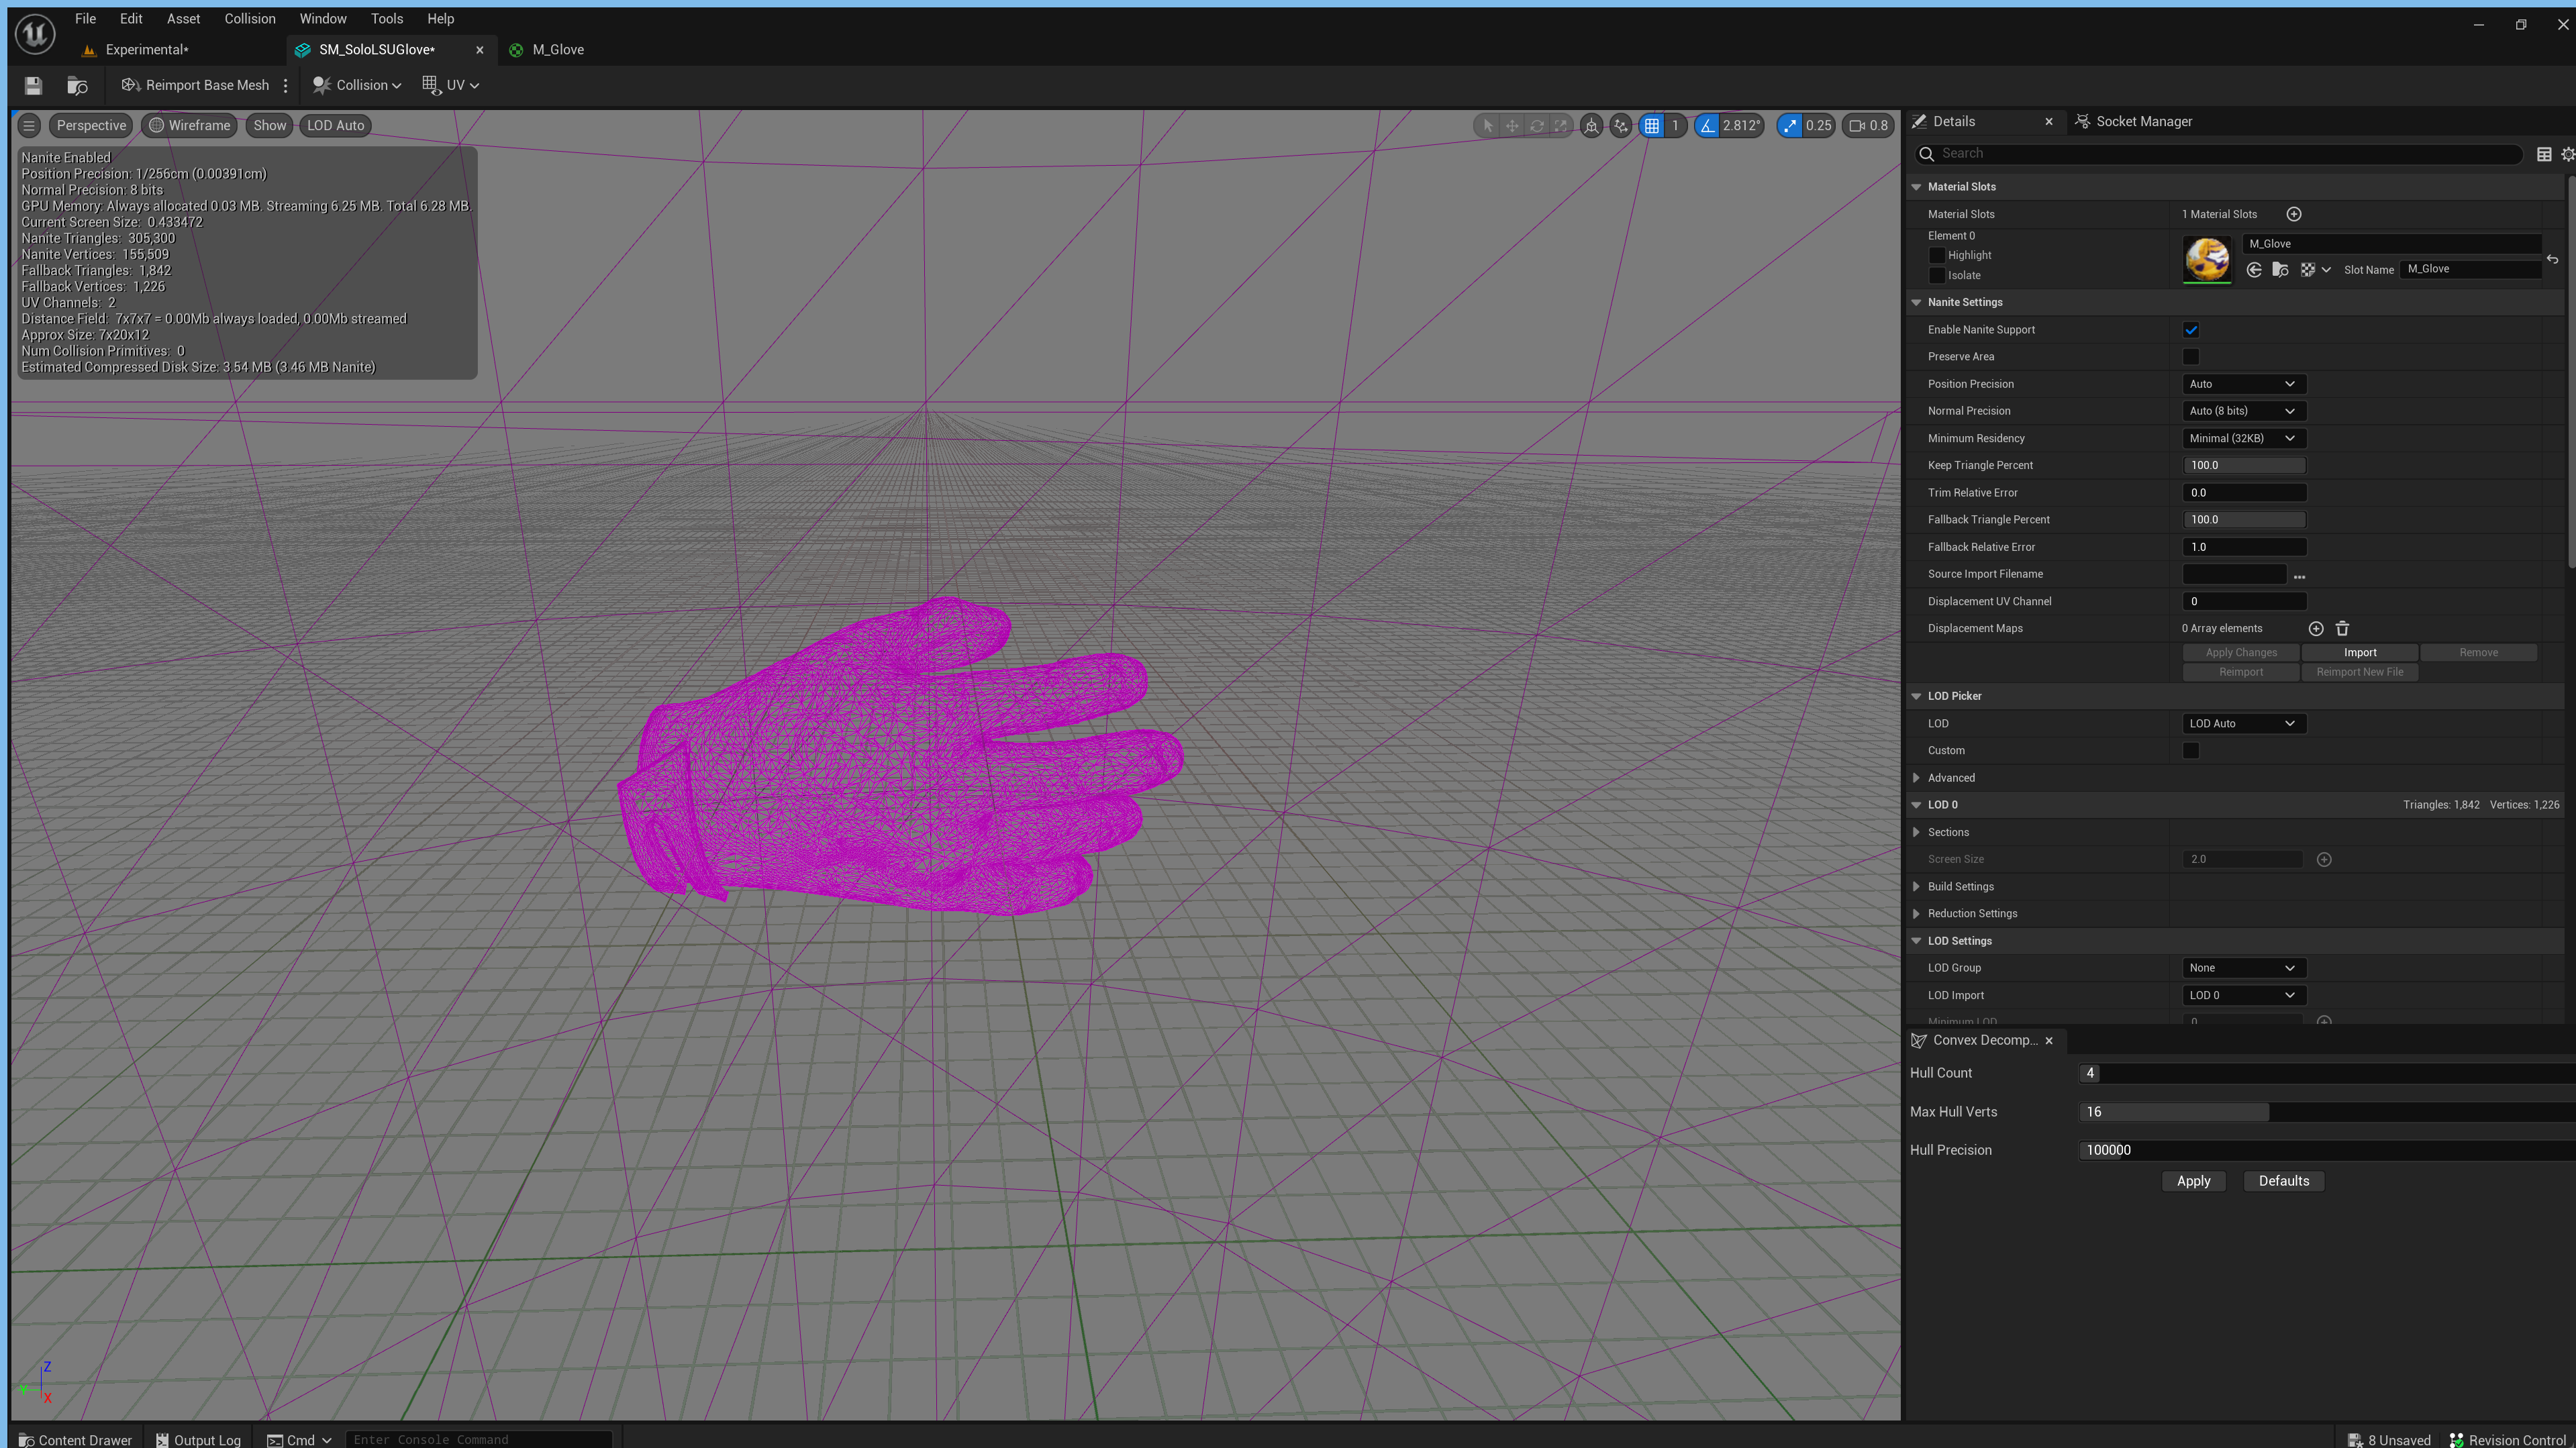 File Edit Asset Collision Window Tools Help
Experimental* SM_SoloLSUGlove* M_Glove
Reimport Base Mesh Collision UV
Perspective Wireframe Show LOD Auto 1 2.812° 0.25 0.8
Nanite Enabled
Position Precision: 1/256cm (0.00391cm)
Normal Precision: 8 bits
GPU Memory: Always allocated 0.03 MB. Streaming 6.25 MB. Total 6.28 MB.
Current Screen Size: 0.433472
Nanite Triangles: 305,300
Nanite Vertices: 155,509
Fallback Triangles: 1,842
Fallback Vertices: 1,226
UV Channels: 2
Distance Field: 7x7x7 = 0.00Mb always loaded, 0.00Mb streamed
Approx Size: 7x20x12
Num Collision Primitives: 0
Estimated Compressed Disk Size: 3.54 MB (3.46 MB Nanite)
Z
Y
X
Details Socket Manager
Search
Material Slots
Material Slots 1 Material Slots
Element 0
Highlight
Isolate
M_Glove
Slot Name M_Glove
Nanite Settings
Enable Nanite Support
Preserve Area
Position Precision Auto
Normal Precision Auto (8 bits)
Minimum Residency Minimal (32KB)
Keep Triangle Percent 100.0
Trim Relative Error 0.0
Fallback Triangle Percent 100.0
Fallback Relative Error 1.0
Source Import Filename
Displacement UV Channel 0
Displacement Maps 0 Array elements
Apply Changes Import Remove
Reimport Reimport New File
LOD Picker
LOD LOD Auto
Custom
Advanced
LOD 0 Triangles: 1,842 Vertices: 1,226
Sections
Screen Size 2.0
Build Settings
Reduction Settings
LOD Settings
LOD Group None
LOD Import LOD 0
Minimum LOD 0
Convex Decomp...
Hull Count 4
Max Hull Verts 16
Hull Precision 100000
Apply Defaults
Content Drawer Output Log Cmd Enter Console Command 8 Unsaved Revision Control